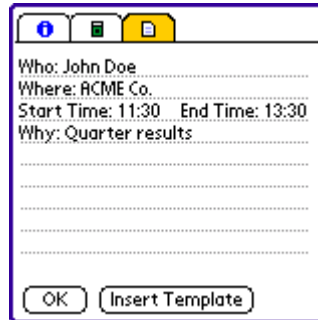 Who: John Doe
Where: ACME Co.
Start Time: 11:30 End Time: 13:30
Why: Quarter results
OK Insert Template